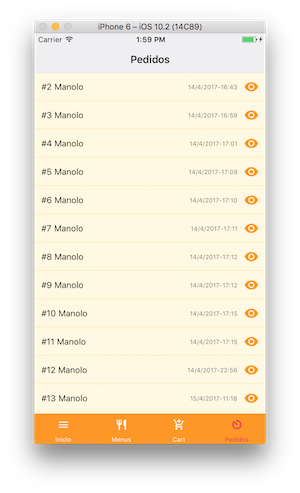 iPhone 6 – iOS 10.2 (14C89)
Carrier 1:59 PM
Pedidos
#2 Manolo 14/4/2017-16:43
#3 Manolo 14/4/2017-16:59
#4 Manolo 14/4/2017-17:01
#5 Manolo 14/4/2017-17:09
#6 Manolo 14/4/2017-17:10
#7 Manolo 14/4/2017-17:11
#8 Manolo 14/4/2017-17:12
#9 Manolo 14/4/2017-17:12
#10 Manolo 14/4/2017-17:15
#11 Manolo 14/4/2017-17:15
#12 Manolo 14/4/2017-22:56
#13 Manolo 15/4/2017-11:18
Inicio Menus Cart Pedidos